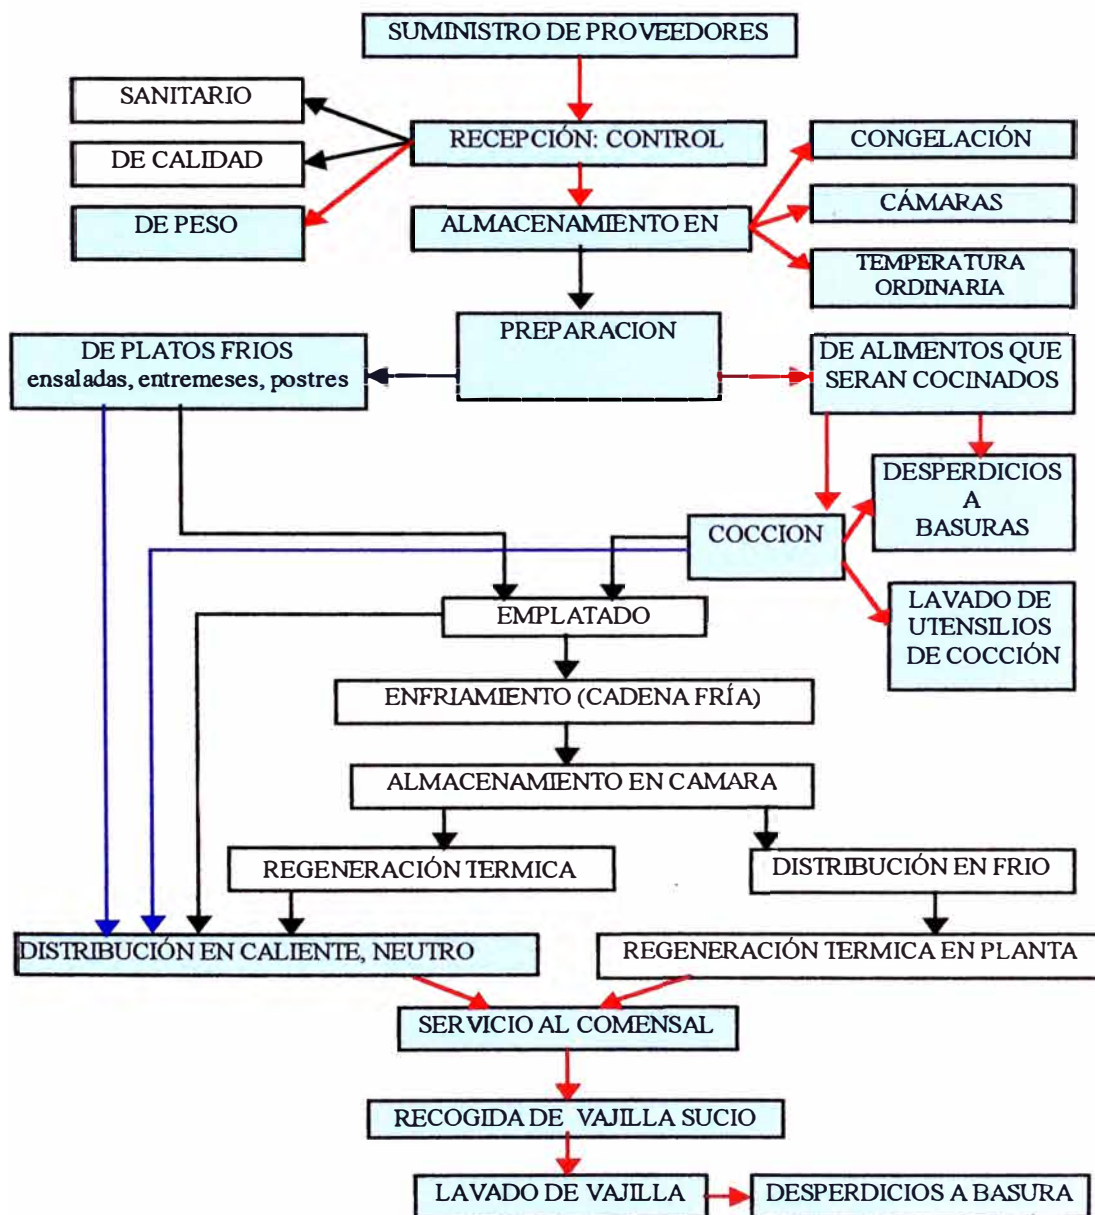 SUMINISTRO DE PROVEEDORES
SANITARIO
RECEPCIÓN: CONTROL
CONGELACIÓN
DE CALIDAD
CÁMARAS
DE PESO
ALMACENAMIENTO EN
TEMPERATURA
ORDINARIA
PREPARACION
DE PLATOS FRIOS
ensaladas, entremeses, postres
DE ALIMENTOS QUE
SERAN COCINADOS
DESPERDICIOS
A
BASURAS
COCCION
LAVADO DE
UTENSILIOS
DE COCCIÓN
EMPLATADO
ENFRIAMIENTO (CADENA FRÍA)
ALMACENAMIENTO EN CAMARA
REGENERACIÓN TERMICA
DISTRIBUCIÓN EN FRIO
DISTRIBUCIÓN EN CALIENTE, NEUTRO
REGENERACIÓN TERMICA EN PLANTA
SERVICIO AL COMENSAL
RECOGIDA DE VAJILLA SUCIO
LAVADO DE VAJILLA
DESPERDICIOS A BASURA